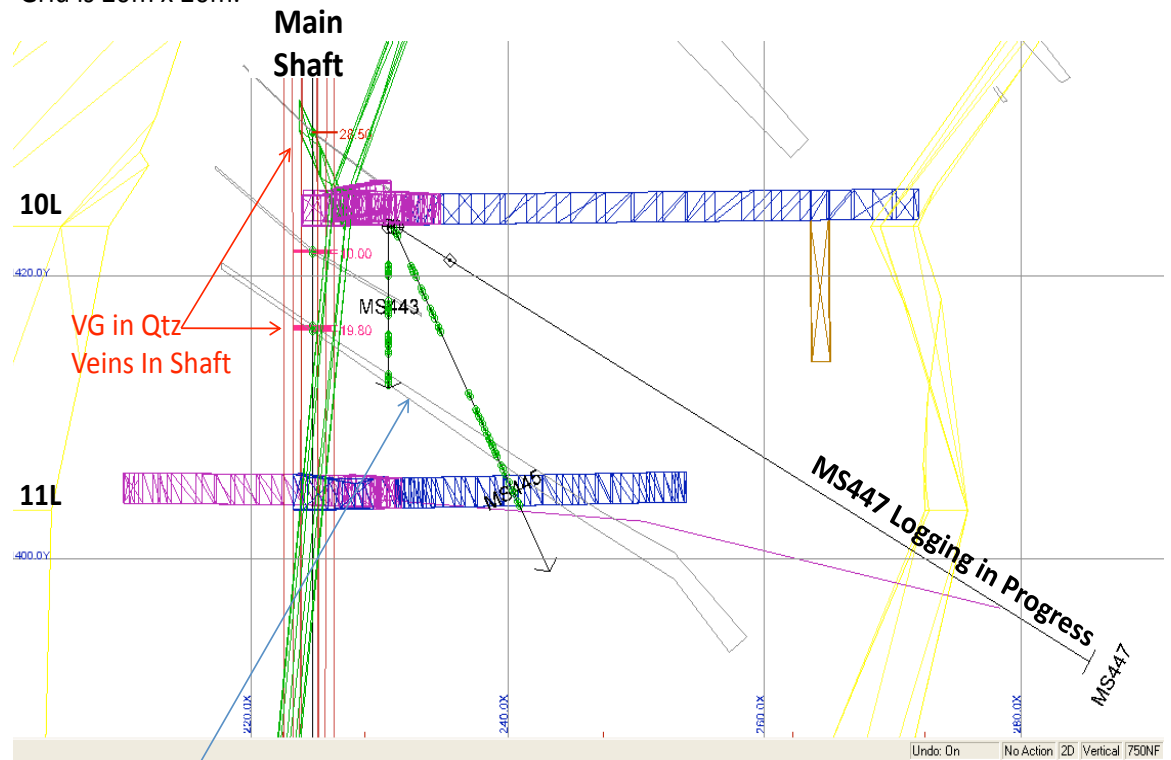 Grid is 20m x 20m.
Main
Shaft
28.50
10L
10.00
420.0Y
MS443
19.80
VG in Qtz
Veins In Shaft
11L
MS445
MS447 Logging in Progress
400.0Y
MS447
220.0X
240.0X
260.0X
280.0X
Undo: On
No Action
2D
Vertical
750NF